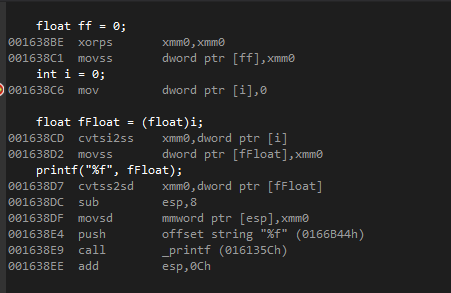 float ff = 0;
001638BE xorps xmm0,xmm0
001638C1 movss dword ptr [ff],xmm0
int i = 0;
001638C6 mov dword ptr [i],0
float fFloat = (float)i;
001638CD cvtsi2ss xmm0,dword ptr [i]
001638D2 movss dword ptr [fFloat],xmm0
printf("%f", fFloat);
001638D7 cvtss2sd xmm0,dword ptr [fFloat]
001638DC sub esp,8
001638DF movsd mmword ptr [esp],xmm0
001638E4 push offset string "%f" (0166B44h)
001638E9 call _printf (016135Ch)
001638EE add esp,0Ch